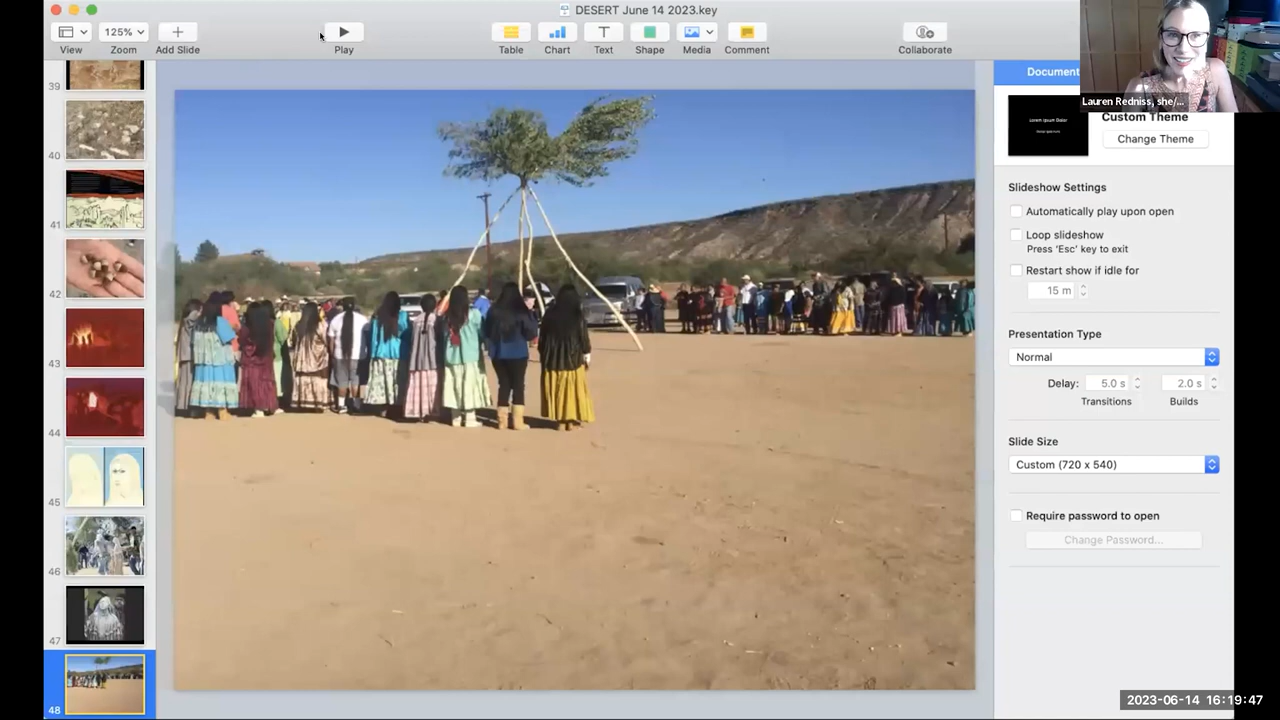 DESERT June 14 2023.key
125%
View
Zoom
Add Slide
Play
Table
Chart
Text
Shape
Media
Comment
Collaborate
Document
Lauren Redniss, she/...
Lorem Ipsum Dolor
Custom Theme
Change Theme
Slideshow Settings
Automatically play upon open
Loop slideshow
Press 'Esc' key to exit
Restart show if idle for
15 m
Presentation Type
Normal
Delay:
5.0 s
2.0 s
Transitions
Builds
Slide Size
Custom (720 x 540)
Require password to open
Change Password...
39
40
41
42
43
44
45
46
47
48
2023-06-14 16:19:47